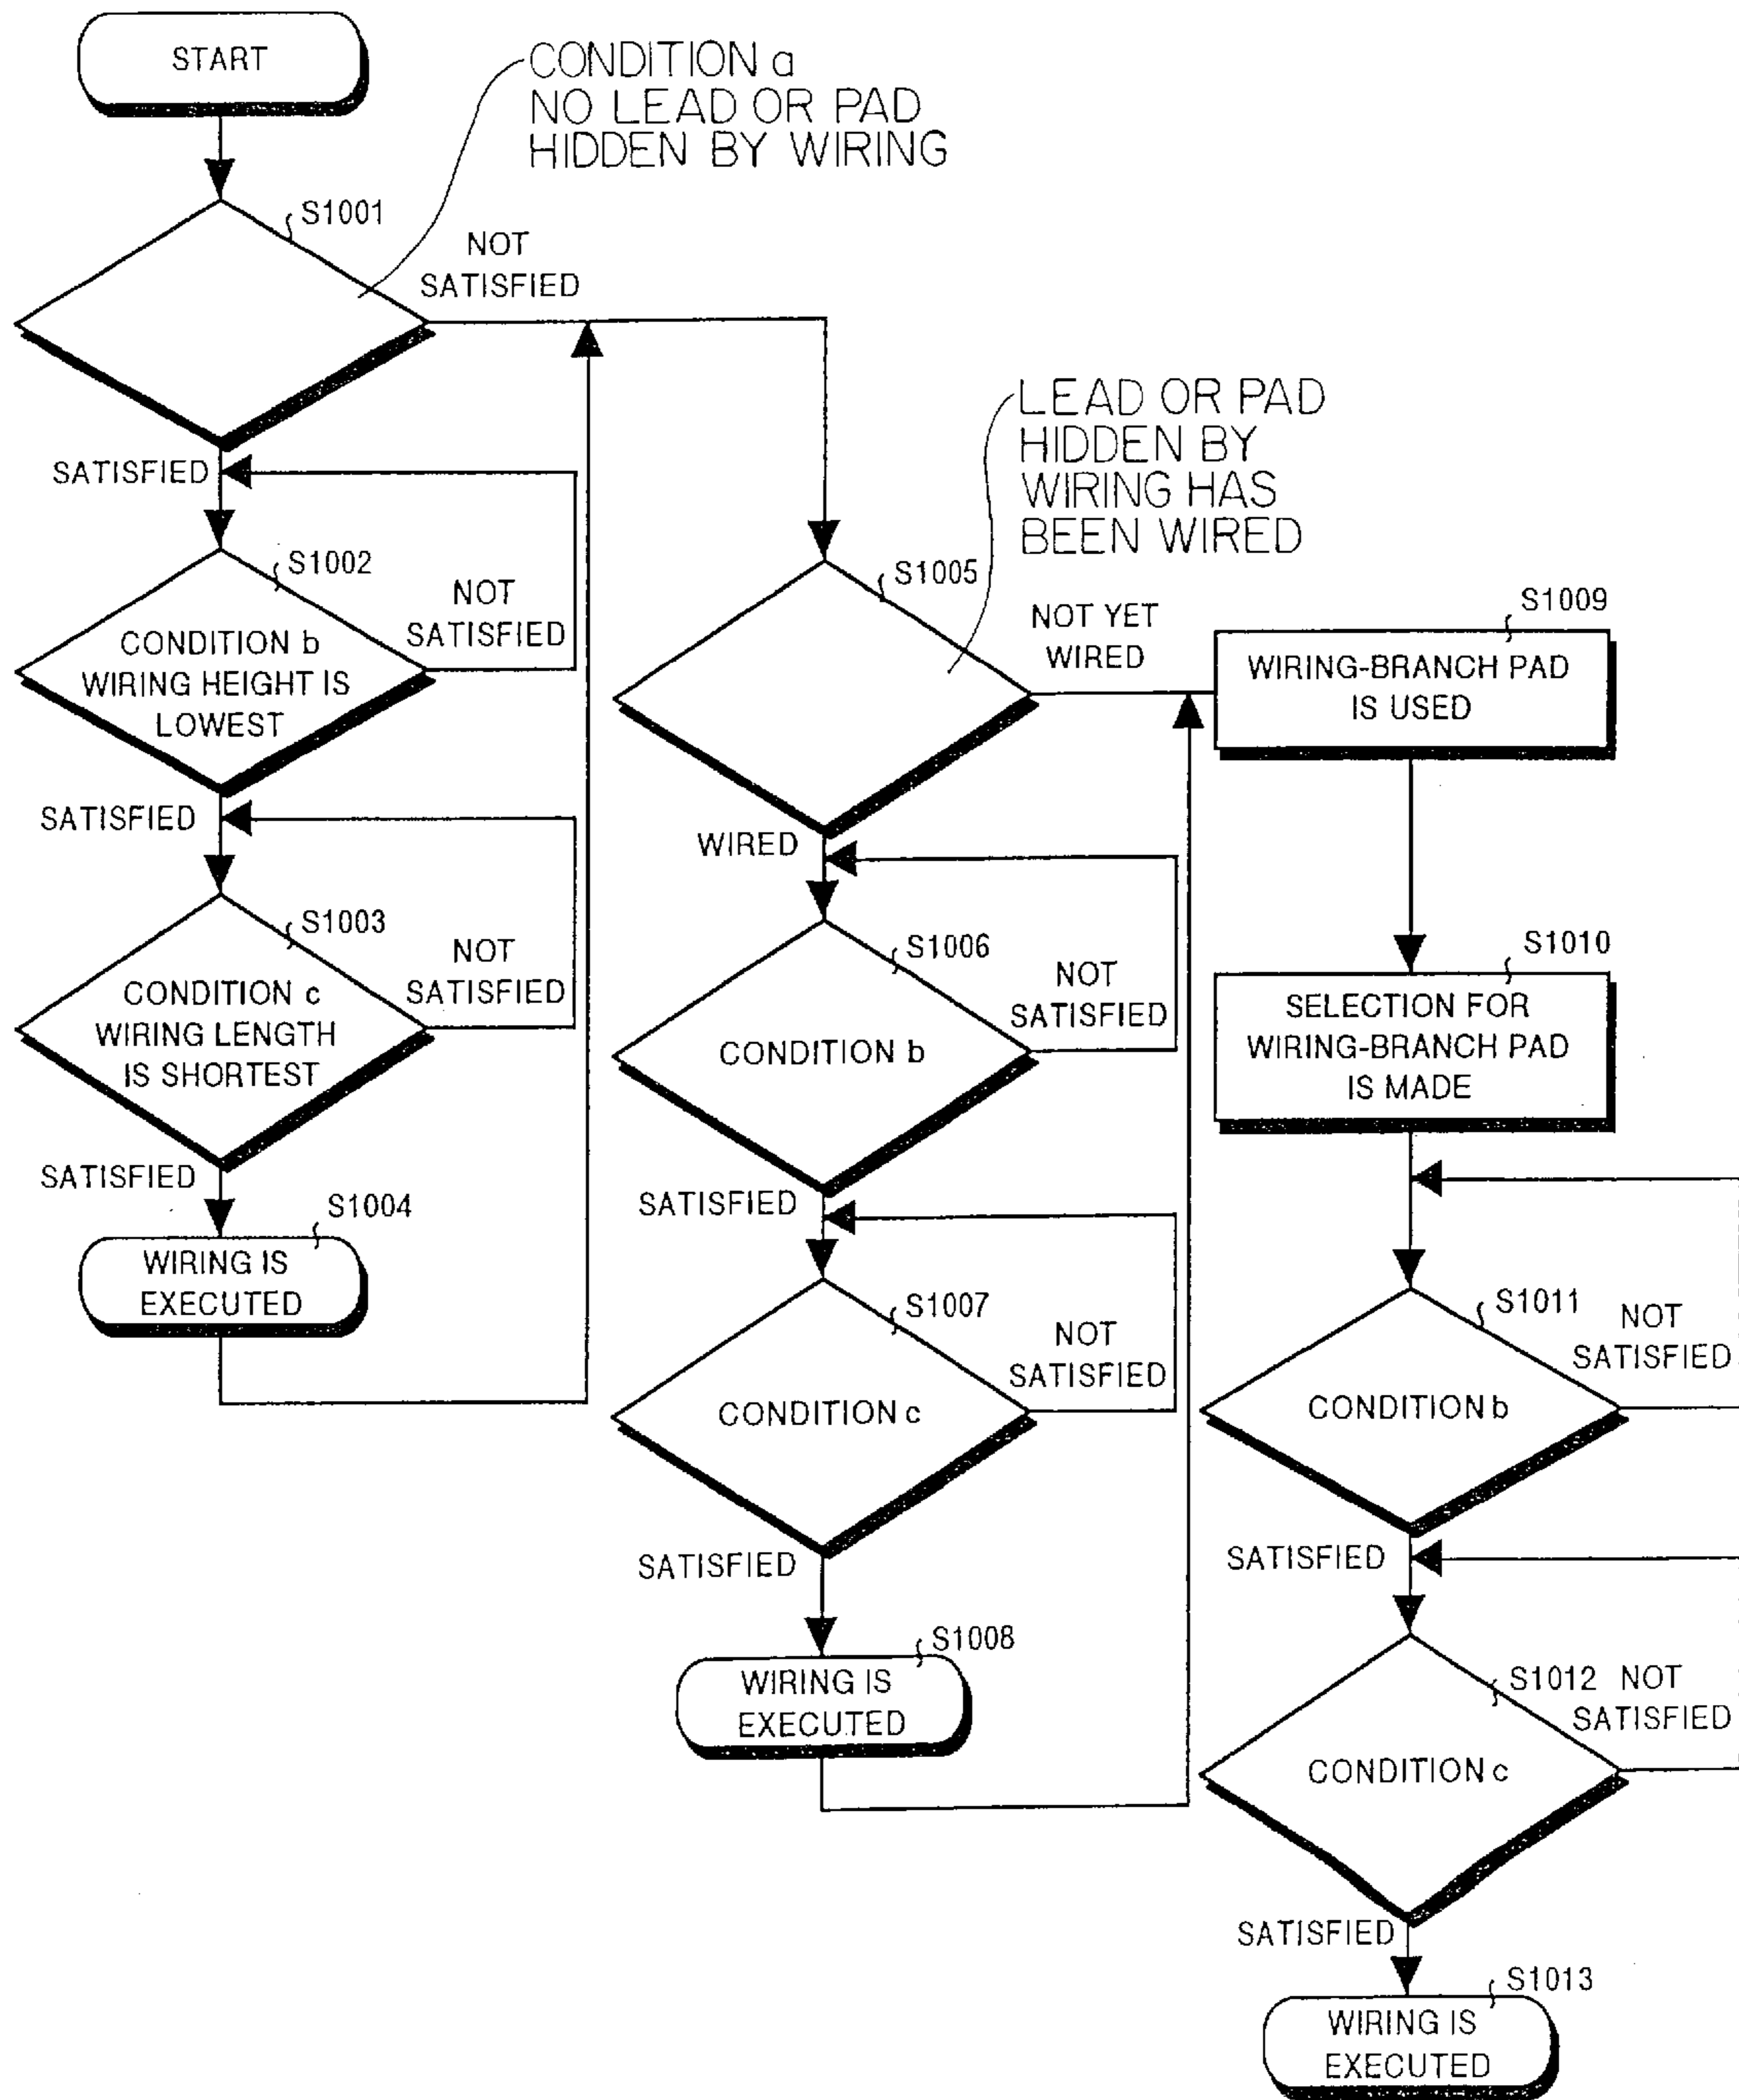 START
CONDITION a
NO LEAD OR PAD
HIDDEN BY WIRING
S1001
NOT
SATISFIED
SATISFIED
S1002
NOT
SATISFIED
CONDITION b
WIRING HEIGHT IS
LOWEST
SATISFIED
S1003
NOT
SATISFIED
CONDITION c
WIRING LENGTH
IS SHORTEST
SATISFIED
S1004
WIRING IS
EXECUTED
LEAD OR PAD
HIDDEN BY
WIRING HAS
BEEN WIRED
S1005
NOT YET
WIRED
WIRED
S1006
NOT
SATISFIED
CONDITION b
SATISFIED
S1007
NOT
SATISFIED
CONDITION c
SATISFIED
S1008
WIRING IS
EXECUTED
S1009
WIRING-BRANCH PAD
IS USED
S1010
SELECTION FOR
WIRING-BRANCH PAD
IS MADE
S1011
NOT
SATISFIED
CONDITION b
SATISFIED
S1012 NOT
SATISFIED
CONDITION c
SATISFIED
S1013
WIRING IS
EXECUTED